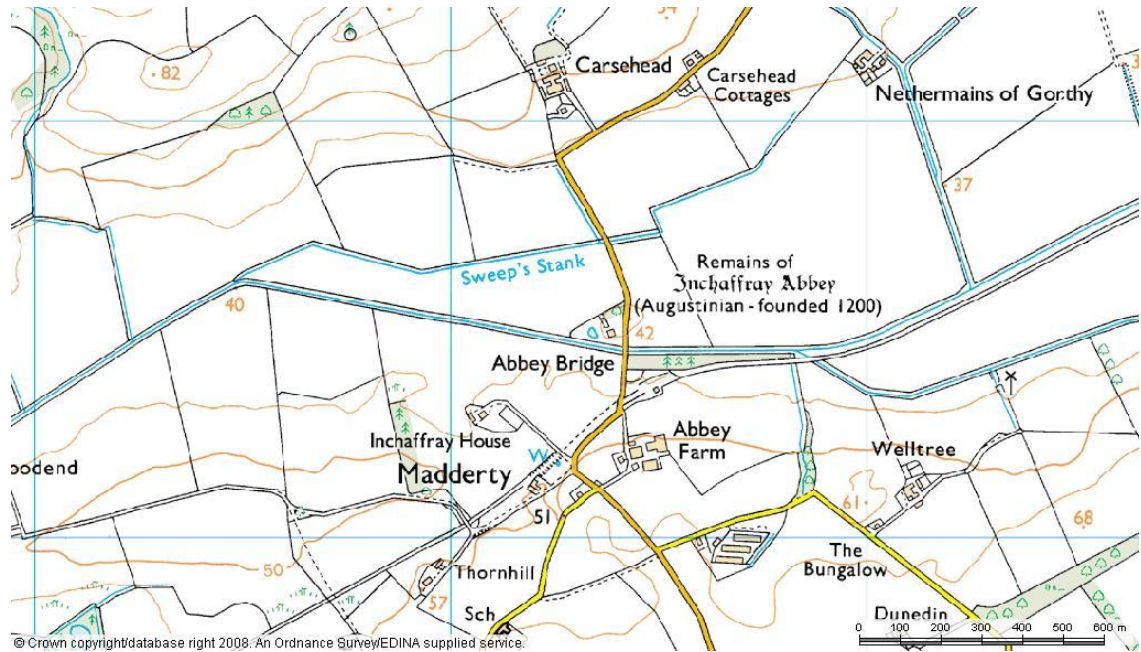 54
82
Carsehead
Carsehead
Cottages
Nethermains of Gorthy
37
Sweep's Stank
Remains of
Inchaffray Abbey
(Augustinian - founded 1200)
40
42
Abbey Bridge
Inchaffray House
Abbey
Farm
W
Madderty
Welltree
oodend
51
61
68
50
Thornhill
The
Bungalow
57
Sch
Dunedin
0 100 200 300 400 500 600 m
© Crown copyright/database right 2008. An Ordnance Survey/EDINA supplied service.